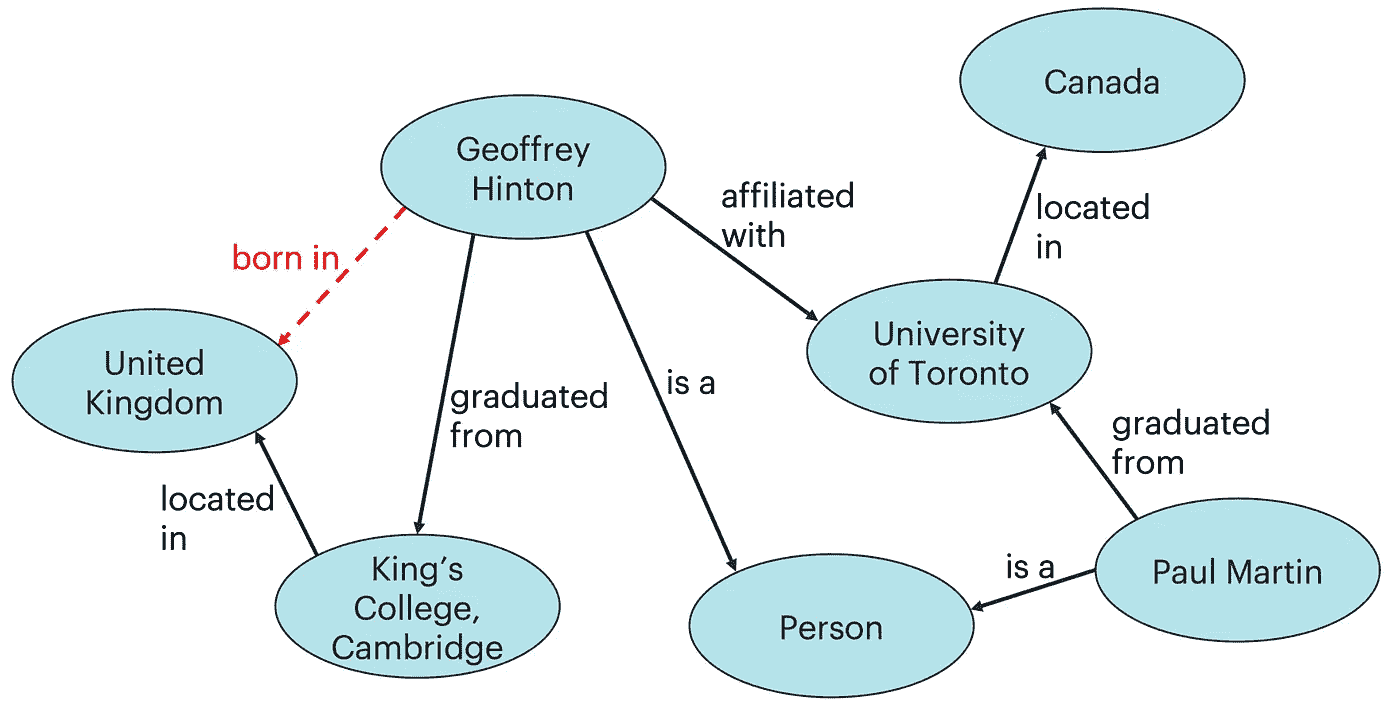 Canada
Geoffrey
Hinton
affiliated
with
located
in
born in
United
Kingdom
University
of Toronto
graduated
from
is a
graduated
from
located
in
King’s
College,
Cambridge
is a
Paul Martin
Person